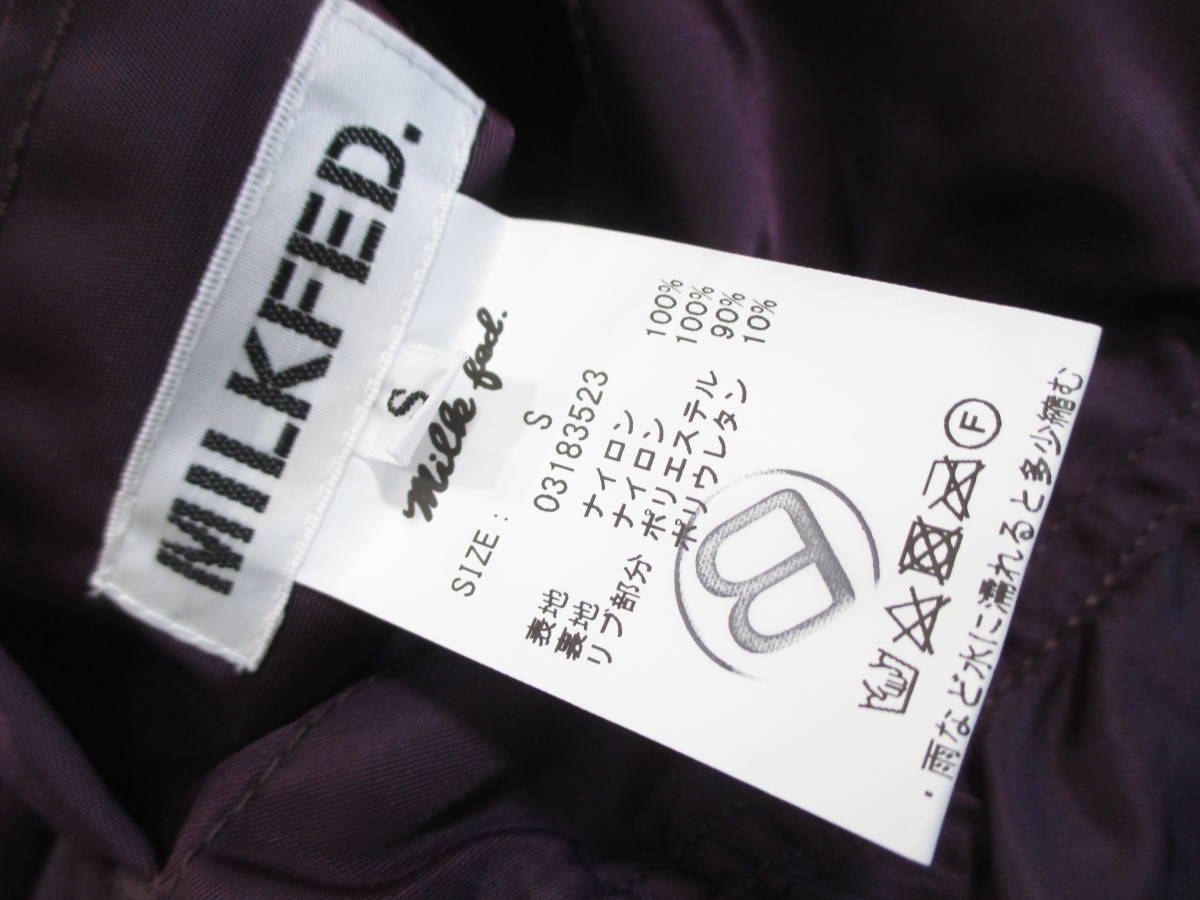 MILKFED.
S
Milk fed.
SIZE: S
03183523
表地 ナイロン 100%
裏地 ナイロン 100%
リブ部分 ポリエステル 90%
ポリウレタン 10%
B
F
・雨など水に濡れると多少縮む